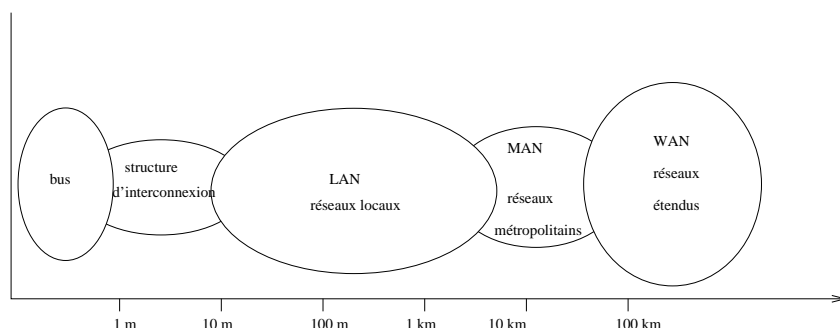 bus
structure
d'interconnexion
LAN
réseaux locaux
MAN
réseaux
métropolitains
WAN
réseaux
étendus
1 m
10 m
100 m
1 km
10 km
100 km